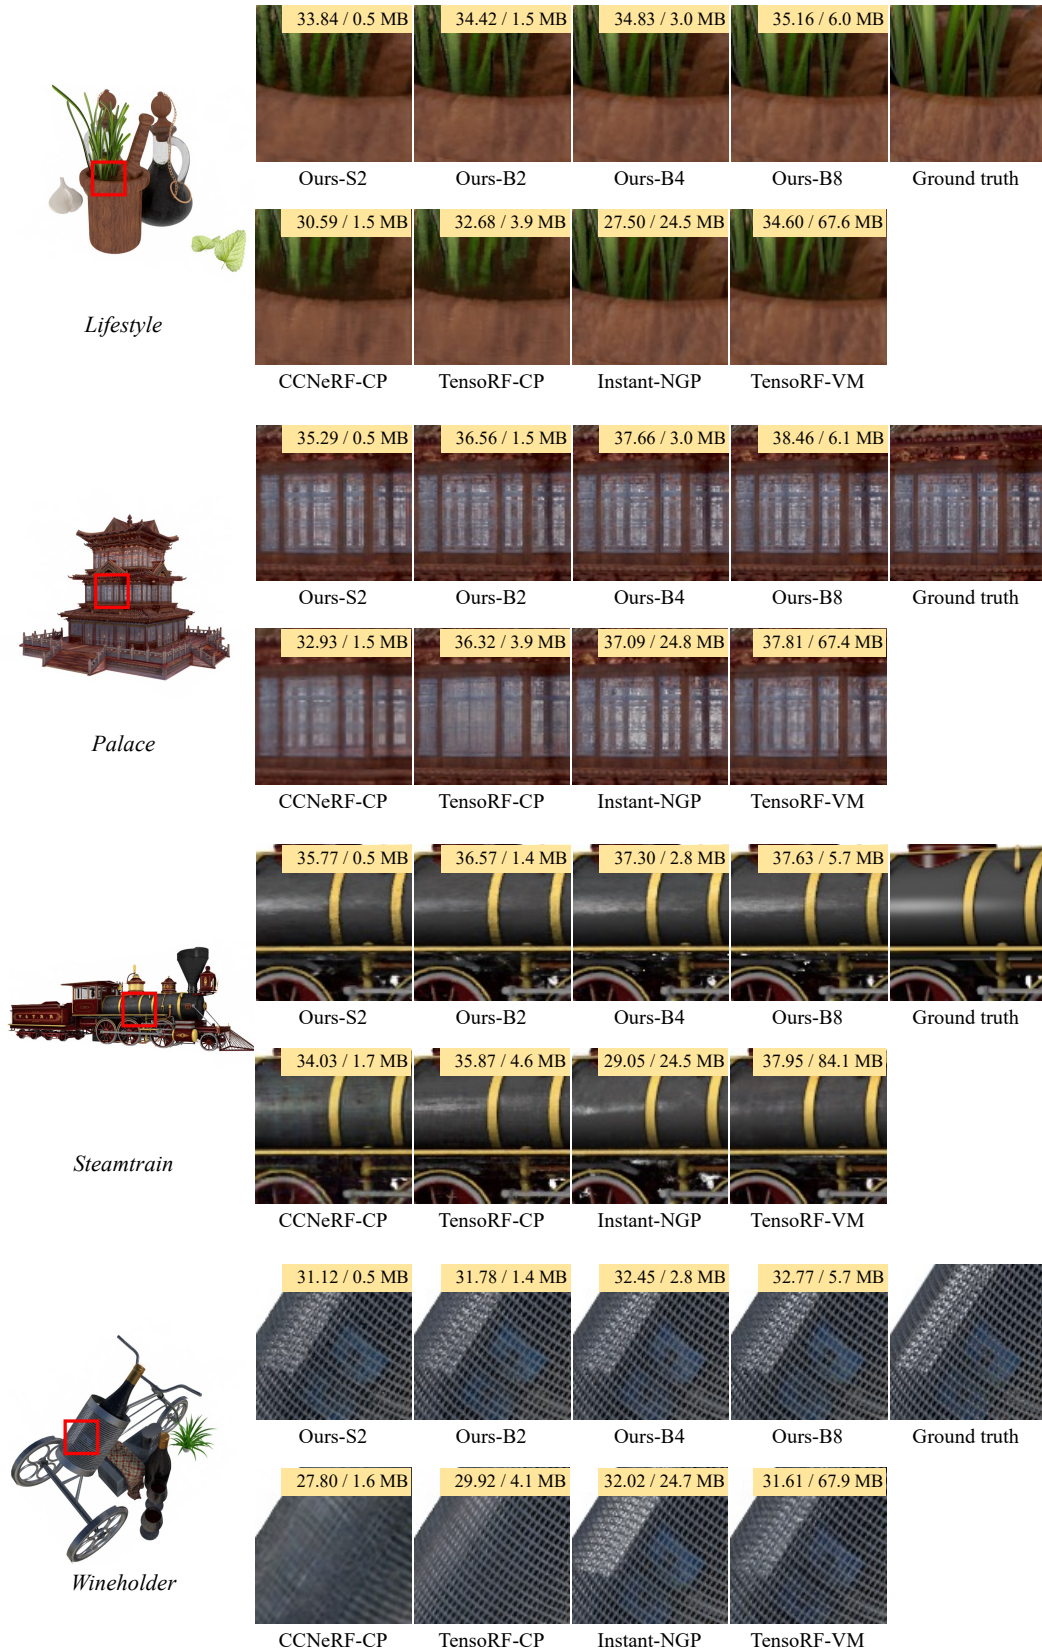 33.84 / 0.5 MB 34.42 / 1.5 MB 34.83 / 3.0 MB 35.16 / 6.0 MB
Ours-S2 Ours-B2 Ours-B4 Ours-B8 Ground truth
30.59 / 1.5 MB 32.68 / 3.9 MB 27.50 / 24.5 MB 34.60 / 67.6 MB
Lifestyle
CCNeRF-CP TensoRF-CP Instant-NGP TensoRF-VM
35.29 / 0.5 MB 36.56 / 1.5 MB 37.66 / 3.0 MB 38.46 / 6.1 MB
Ours-S2 Ours-B2 Ours-B4 Ours-B8 Ground truth
32.93 / 1.5 MB 36.32 / 3.9 MB 37.09 / 24.8 MB 37.81 / 67.4 MB
Palace
CCNeRF-CP TensoRF-CP Instant-NGP TensoRF-VM
35.77 / 0.5 MB 36.57 / 1.4 MB 37.30 / 2.8 MB 37.63 / 5.7 MB
Ours-S2 Ours-B2 Ours-B4 Ours-B8 Ground truth
34.03 / 1.7 MB 35.87 / 4.6 MB 29.05 / 24.5 MB 37.95 / 84.1 MB
Steamtrain
CCNeRF-CP TensoRF-CP Instant-NGP TensoRF-VM
31.12 / 0.5 MB 31.78 / 1.4 MB 32.45 / 2.8 MB 32.77 / 5.7 MB
Ours-S2 Ours-B2 Ours-B4 Ours-B8 Ground truth
27.80 / 1.6 MB 29.92 / 4.1 MB 32.02 / 24.7 MB 31.61 / 67.9 MB
Wineholder
CCNeRF-CP TensoRF-CP Instant-NGP TensoRF-VM